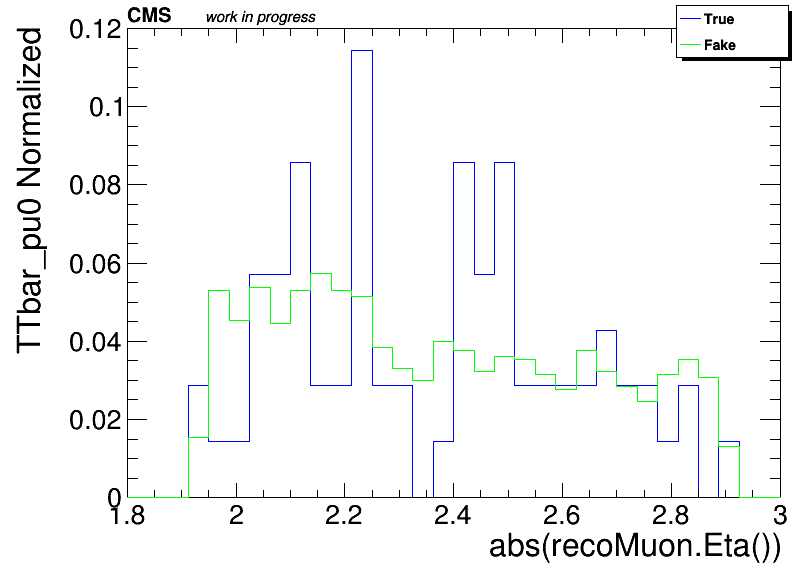 CMS work in progress
True
Fake
TTbar_pu0 Normalized
0.12
0.1
0.08
0.06
0.04
0.02
0
1.8 2 2.2 2.4 2.6 2.8 3
abs(recoMuon.Eta())